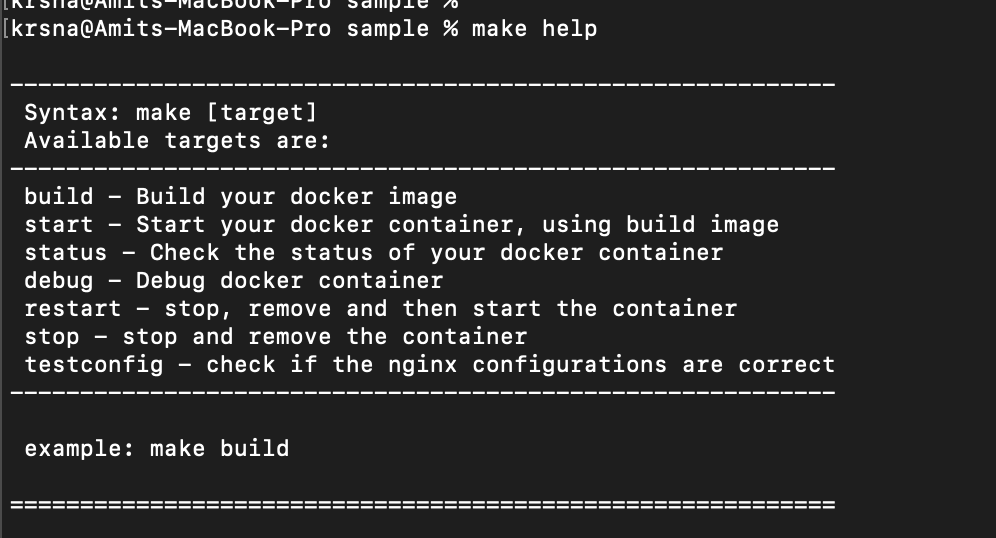 [krsna@Amits-MacBook-Pro sample %
[krsna@Amits-MacBook-Pro sample % make help
-----------------------------------------------------------
Syntax: make [target]
Available targets are:
-----------------------------------------------------------
build - Build your docker image
start - Start your docker container, using build image
status - Check the status of your docker container
debug - Debug docker container
restart - stop, remove and then start the container
stop - stop and remove the container
testconfig - check if the nginx configurations are correct
-----------------------------------------------------------
example: make build
===========================================================